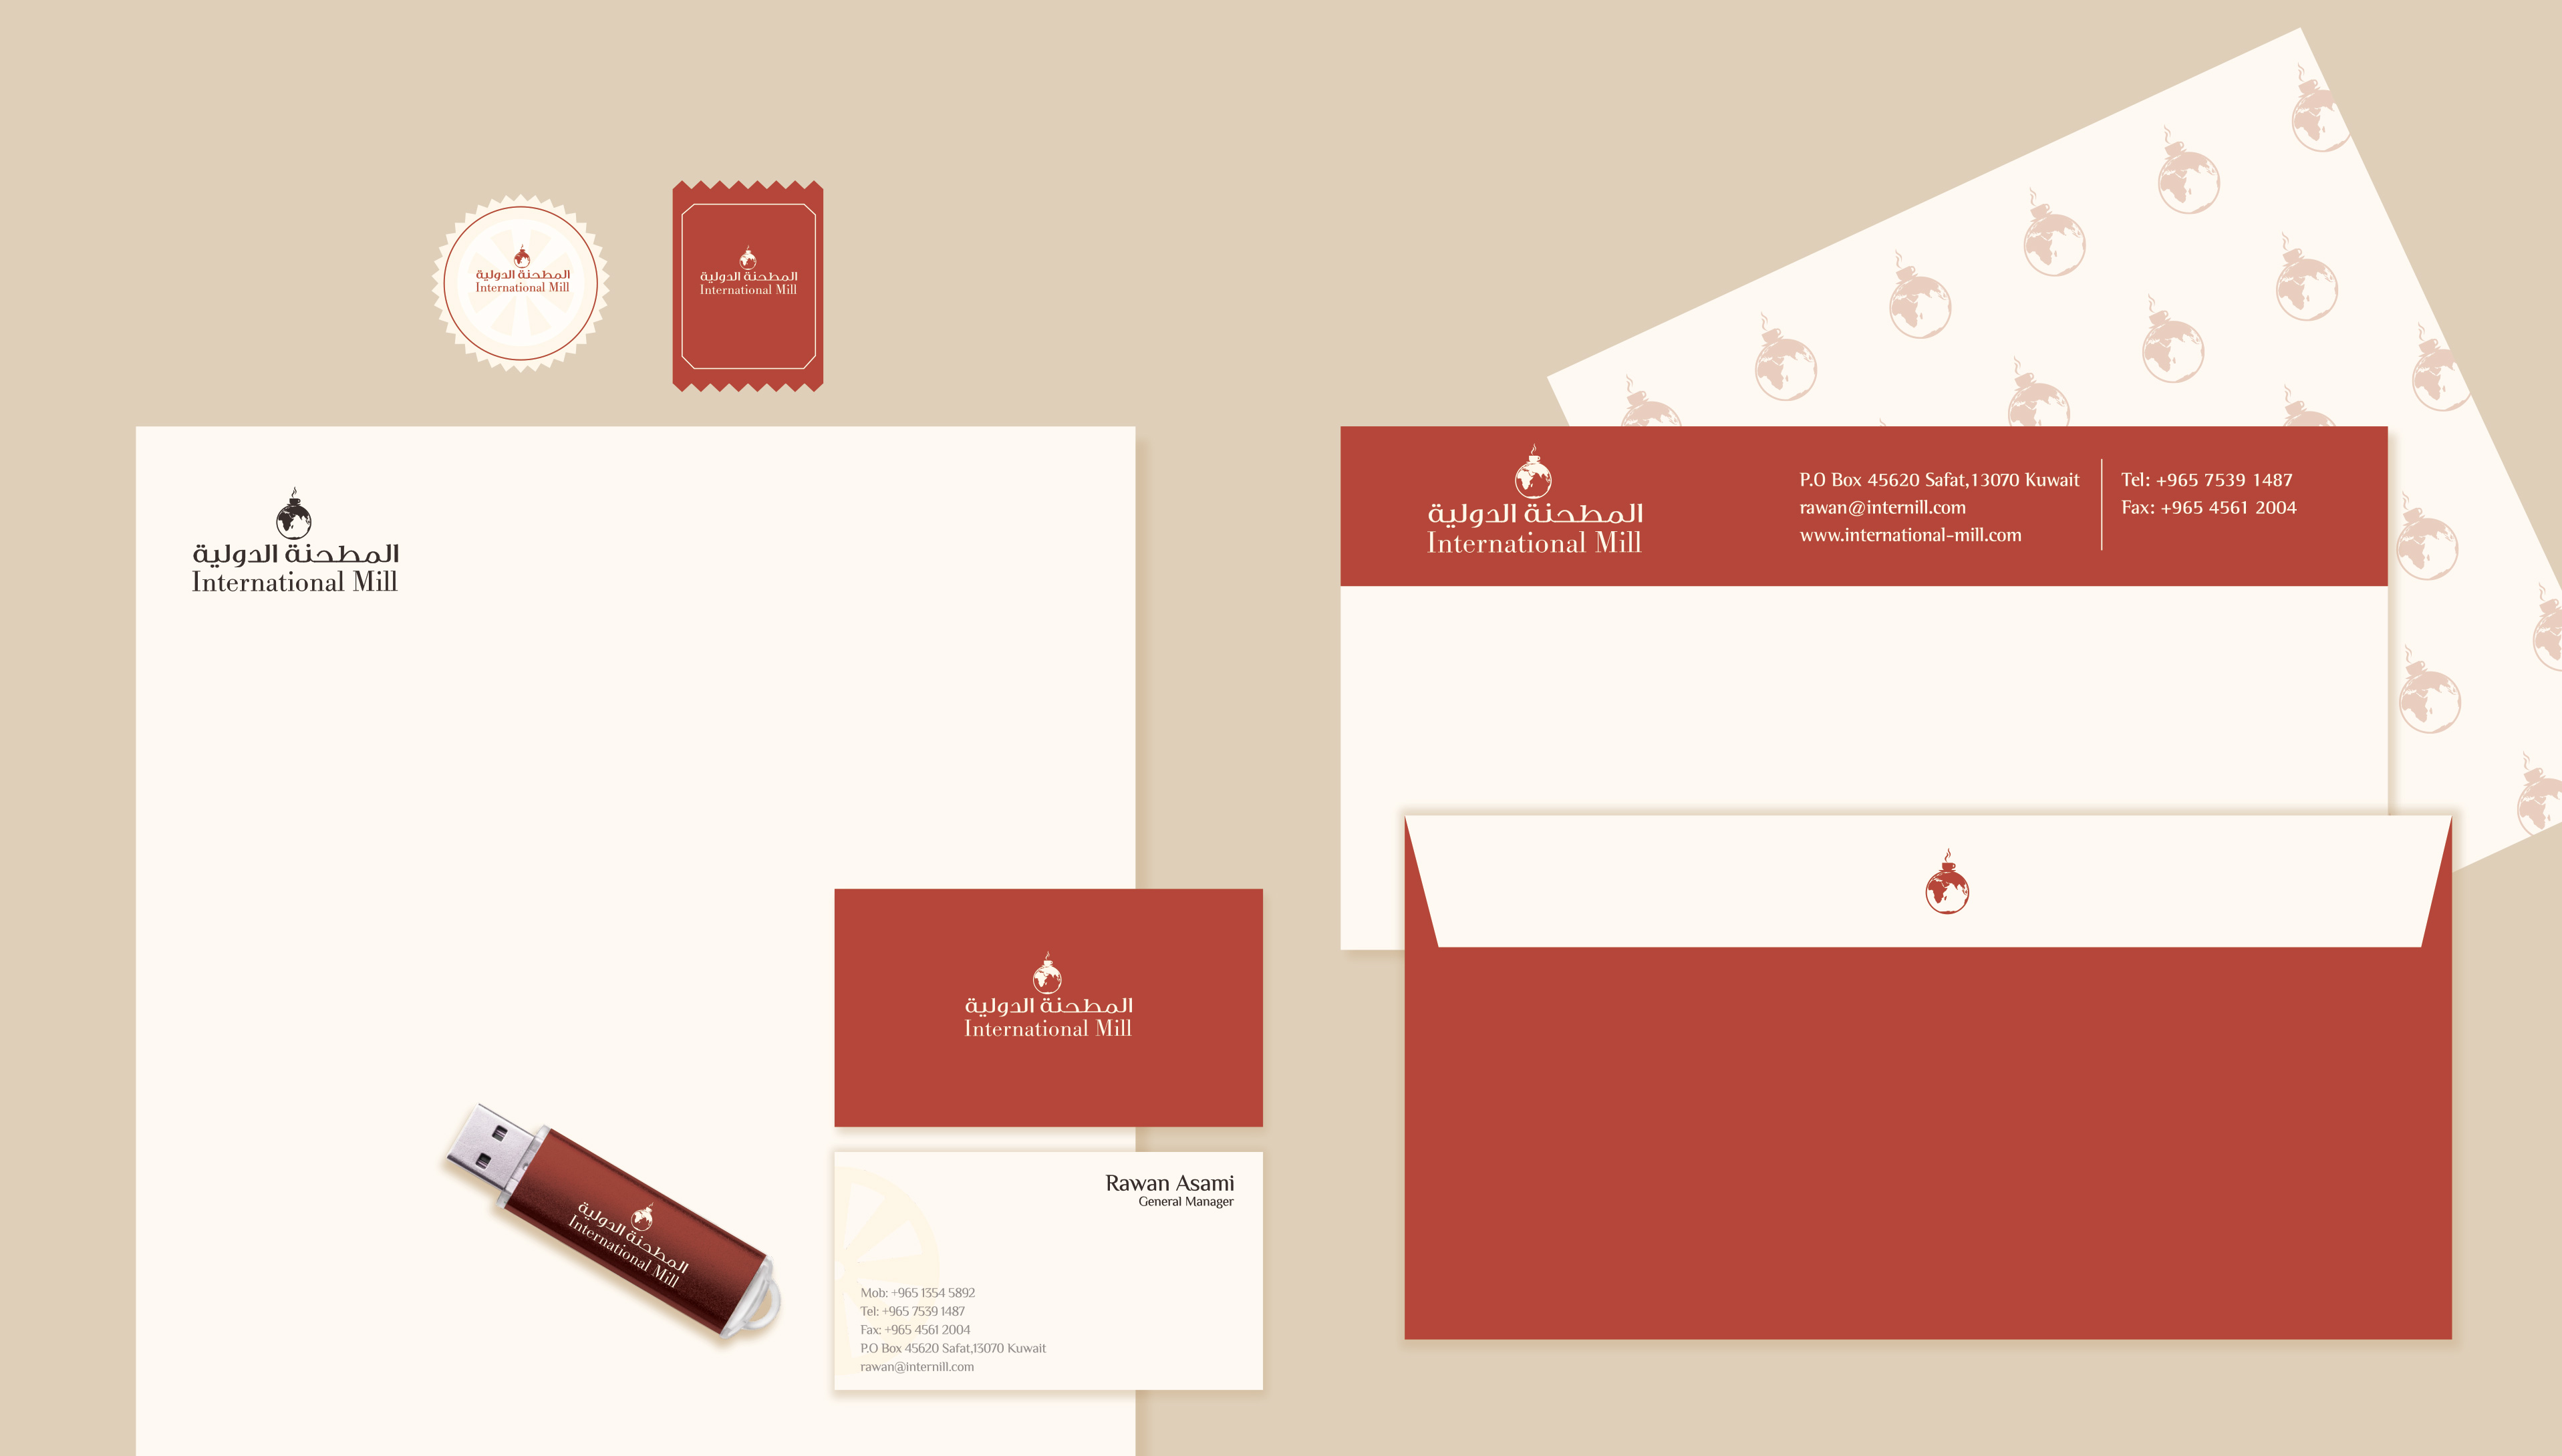 المطحنة الدولية
International Mill
المطحنة الدولية
International Mill
المطحنة الدولية
International Mill
المطحنة الدولية
International Mill
P.O Box 45620 Safat,13070 Kuwait
rawan@internill.com
www.international-mill.com
Tel: +965 7539 1487
Fax: +965 4561 2004
المطحنة الدولية
International Mill
المطحنة الدولية
International Mill
Rawan Asami
General Manager
Mob: +965 1354 5892
Tel: +965 7539 1487
Fax: +965 4561 2004
P.O Box 45620 Safat,13070 Kuwait
rawan@internill.com